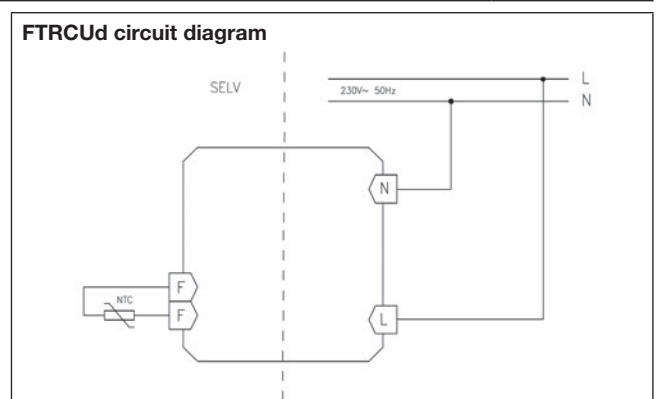 FTRCUd circuit diagram
SELV
230V~ 50Hz
L
N
N
F
NTC
F
L